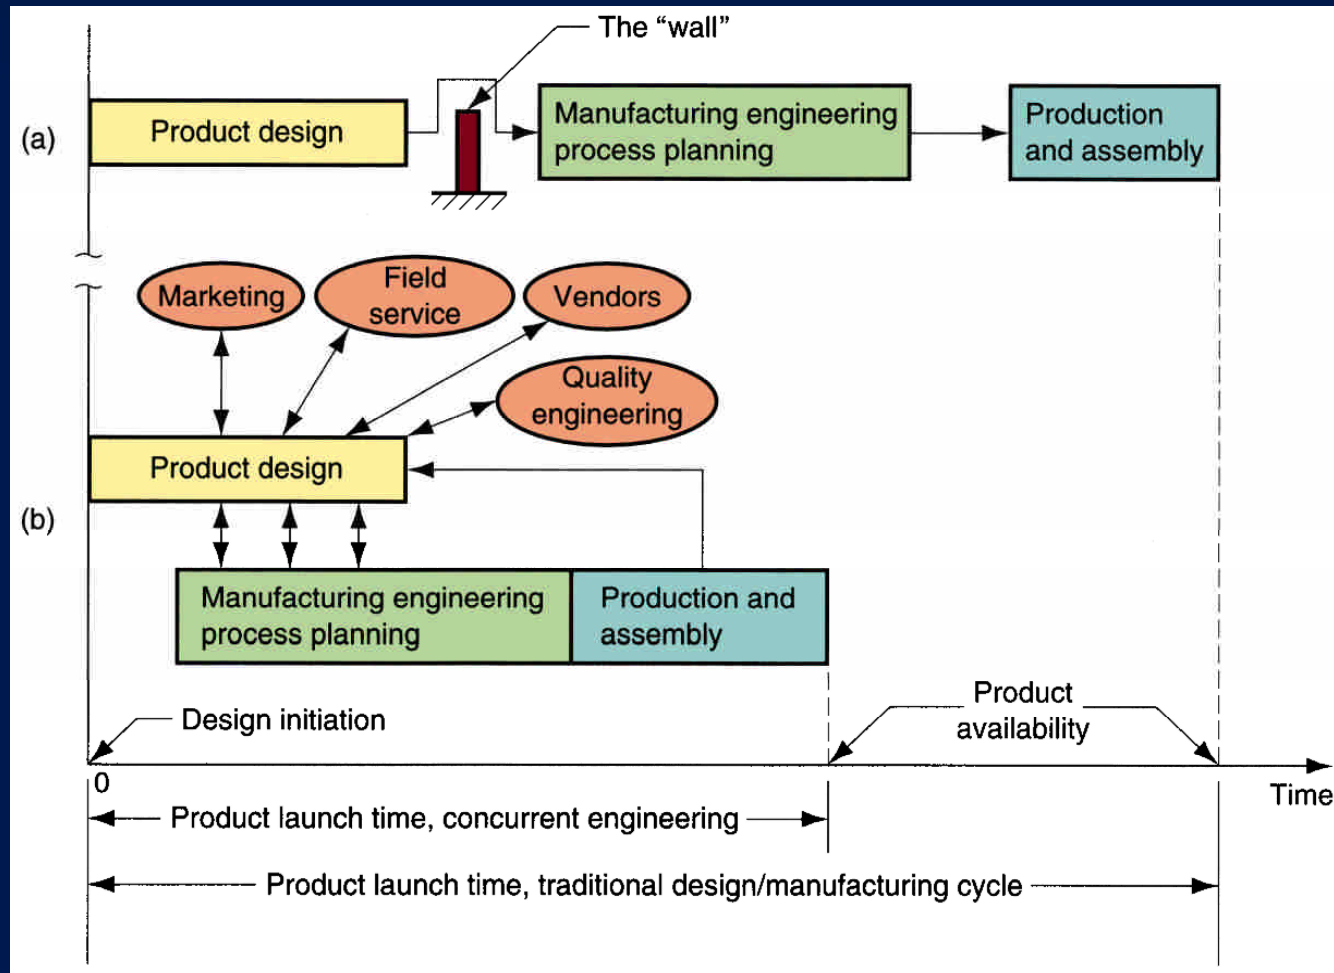 The “wall”
(a)
Product design
Manufacturing engineering
process planning
Production
and assembly
Marketing
Field
service
Vendors
Quality
engineering
Product design
(b)
Manufacturing engineering
process planning
Production and
assembly
Design initiation
Product
availability
0
Time
Product launch time, concurrent engineering
Product launch time, traditional design/manufacturing cycle